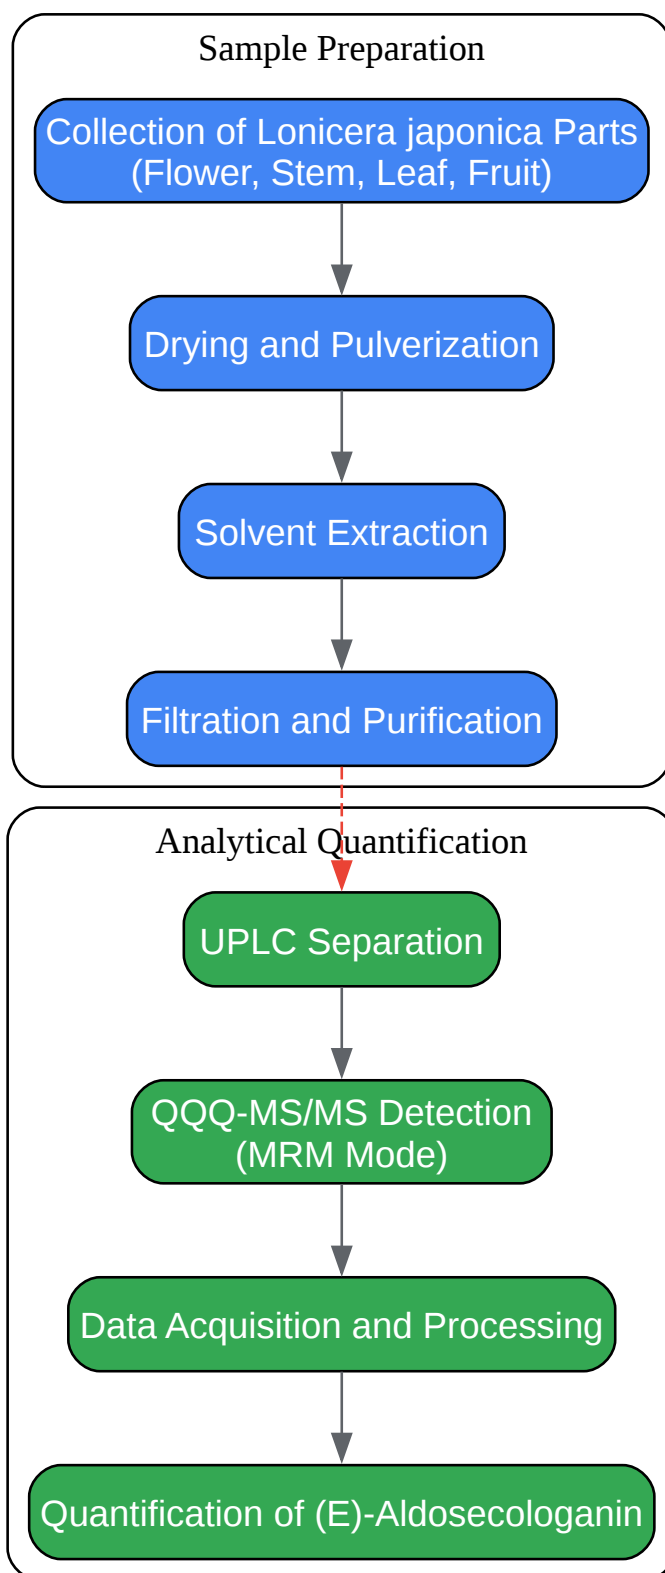 Sample Preparation
Collection of Lonicera japonica Parts
(Flower, Stem, Leaf, Fruit)
Drying and Pulverization
Solvent Extraction
Filtration and Purification
Analytical Quantification
UPLC Separation
QQQ-MS/MS Detection
(MRM Mode)
Data Acquisition and Processing
Quantification of (E)-Aldosecologanin